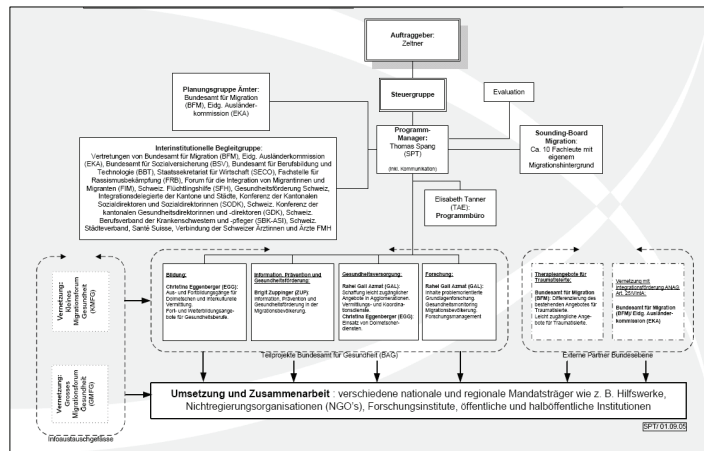 Auftraggeber:
Zeltner
Steuergruppe
Planungsgruppe Ämter:
Bundesamt für Migration
(BFM), Eidg. Ausländer-
kommission (EKA)
Evaluation
Programm-
Manager:
Thomas Spang
(SPT)
(inkl. Kommunikation)
Sounding-Board
Migration:
Ca. 10 Fachleute mit
eigenem
Migrationshintergrund
Interinstitutionelle Begleitgruppe:
Vertretungen von Bundesamt für Migration (BFM), Eidg. Ausländerkommission
(EKA), Bundesamt für Sozialversicherung (BSV), Bundesamt für Berufsbildung und
Technologie (BBT), Staatssekretariat für Wirtschaft (SECO), Fachstelle für
Rassismusbekämpfung (FRB), Forum für die Integration von Migrantinnen und
Migranten (FIM), Schweiz. Flüchtlingshilfe (SFH), Gesundheitsförderung Schweiz,
Integrationsdelegierte der Kantone und Städte, Konferenz der Kantonalen
Sozialdirektoren und Sozialdirektorinnen (SODK), Schweiz. Konferenz der
kantonalen Gesundheitsdirektorinnen und -direktoren (GDK), Schweiz.
Berufsverband der Krankenschwestern und -pfleger (SBK-ASI), Schweiz.
Städteverband, Santé Suisse, Verbindung der Schweizer Ärztinnen und Ärzte FMH
Elisabeth Tanner
(TAE):
Programmbüro
Vernetzung:
Kleines
Migrationsforum
Gesundheit
(KMFG)
Bildung:
Christina Eggenberger (EGG):
Aus- und Fortbildungsgänge für
Dolmetschen und interkulturelle
Vermittlung.
Fort- und Weiterbildungsange-
bote für Gesundheitsberufe.
Information, Prävention und
Gesundheitsförderung:
Brigit Zuppinger (ZUP):
Information, Prävention und
Gesundheitsförderung in der
Migrationsbevölkerung.
Gesundheitsversorgung:
Rahel Gall Azmat (GAL):
Schaffung leicht zugänglicher
Angebote in Agglomerationen.
Vermittlungs- und Koordina-
tionsdienste.
Christina Eggenberger (EGG):
Einsatz von Dolmetscher-
diensten.
Forschung:
Rahel Gall Azmat (GAL):
Inhalte problemorientierte
Grundlagenforschung.
Gesundheitsmonitoring
Migrationsbevölkerung.
Forschungsmanagement
Therapieangebote für
Traumatisierte:
Bundesamt für Migration
(BFM): Differenzierung des
bestehenden Angebotes für
Traumatisierte.
Leicht zugängliche Ange-
bote für Traumatisierte.
Vernetzung mit
Integrationsförderung ANAG
Bundesamt für Migration
(BFM)/ Eidg. Auslän-
derkommission (EKA)
Teilprojekte Bundesamt für Gesundheit (BAG)
Externe Partner Bundesebene
Vernetzung:
Grosses
Migrationsforum
Gesundheit
(GMFG)
Umsetzung und Zusammenarbeit : verschiedene nationale und regionale Mandatsträger wie z. B. Hilfswerke,
Nichtregierungsorganisationen (NGO's), Forschungsinstitute, öffentliche und halböffentliche Institutionen
Infoaustauschgefässe
SPT/ 01.09.05